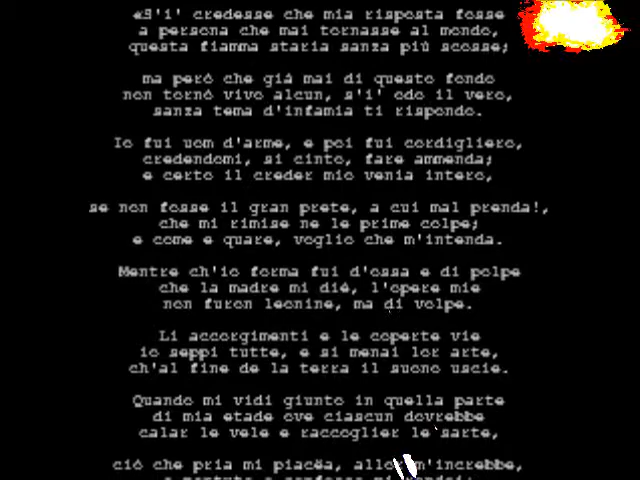 «S'i' credesse che mia risposta fosse
a persona che mai tornasse al mondo,
questa fiamma staria sanza più scosse;
ma però che già mai di questo fondo
non tornò vivo alcun, s'i' odo il vero,
sanza tema d'infamia ti rispondo.
Io fui uom d'arme, e poi fui cordigliero,
credendomi, sì cinto, fare ammenda;
e certo il creder mio venia intero,
se non fosse il gran prete, a cui mal prenda!,
che mi rimise ne le prime colpe;
e come e quare, voglio che m'intenda.
Mentre ch'io forma fui d'ossa e di polpe
che la madre mi diè, l'opere mie
non furon leonine, ma di volpe.
Li accorgimenti e le coperte vie
io seppi tutte, e sì menai lor arte,
ch'al fine de la terra il suono uscie.
Quando mi vidi giunto in quella parte
di mia etade ove ciascun dovrebbe
calar le vele e raccoglier le sarte,
ciò che pria mi piacëa, allor m'increbbe,